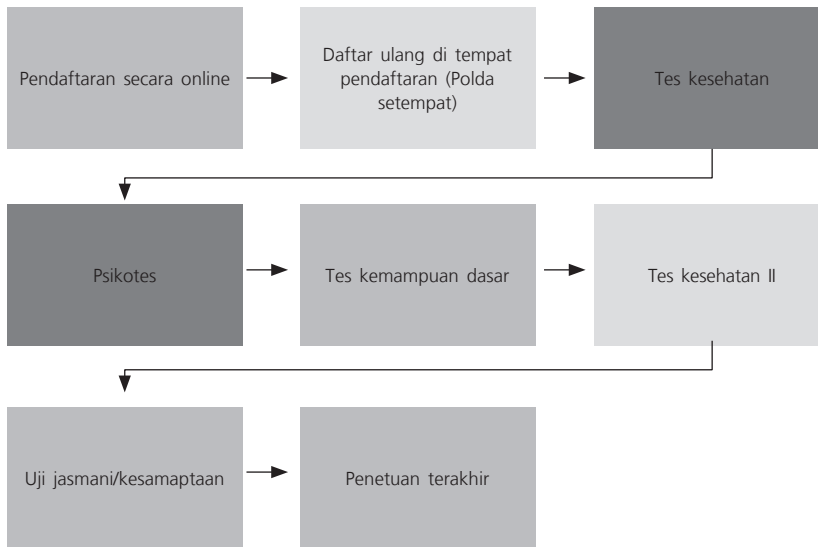 Pendaftaran secara online
Daftar ulang di tempat
pendaftaran (Polda
setempat)
Tes kesehatan
Psikotes
Tes kemampuan dasar
Tes kesehatan II
Uji jasmani/kesamaptaan
Penetuan terakhir